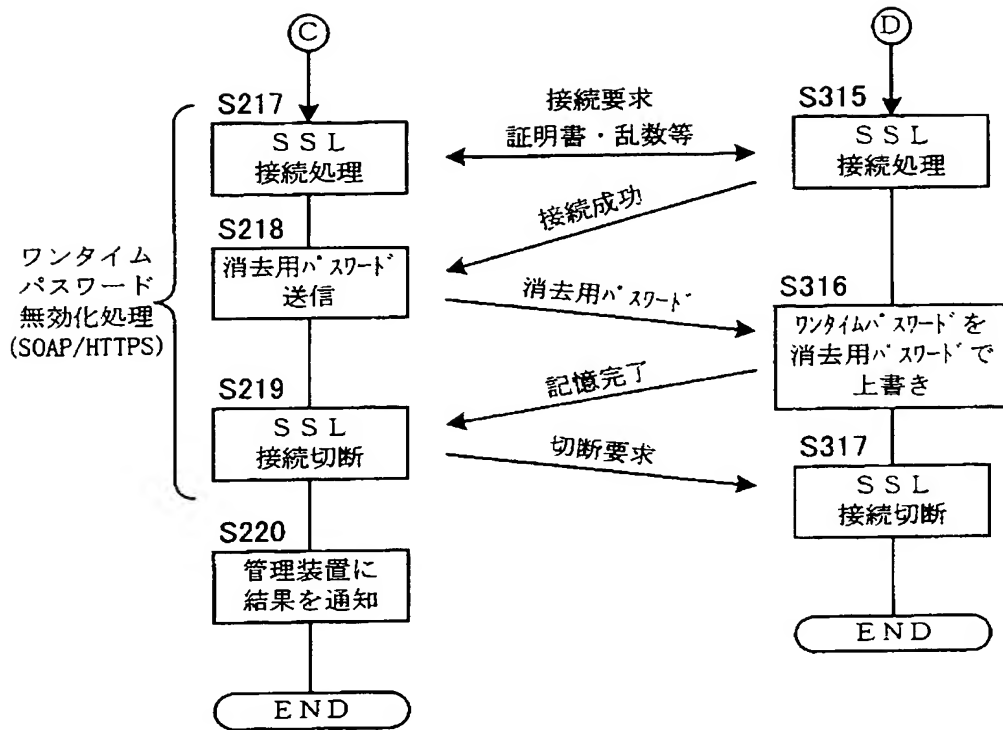 C
D
S217
SSL
接続処理
接続要求
証明書・乱数等
S315
SSL
接続処理
接続成功
S218
消去用パスワード
送信
消去用パスワード
S316
ワンタイムパスワードを
消去用パスワードで
上書き
ワンタイム
パスワード
無効化処理
(SOAP/HTTPS)
記憶完了
S219
SSL
接続切断
切断要求
S317
SSL
接続切断
S220
管理装置に
結果を通知
END
END